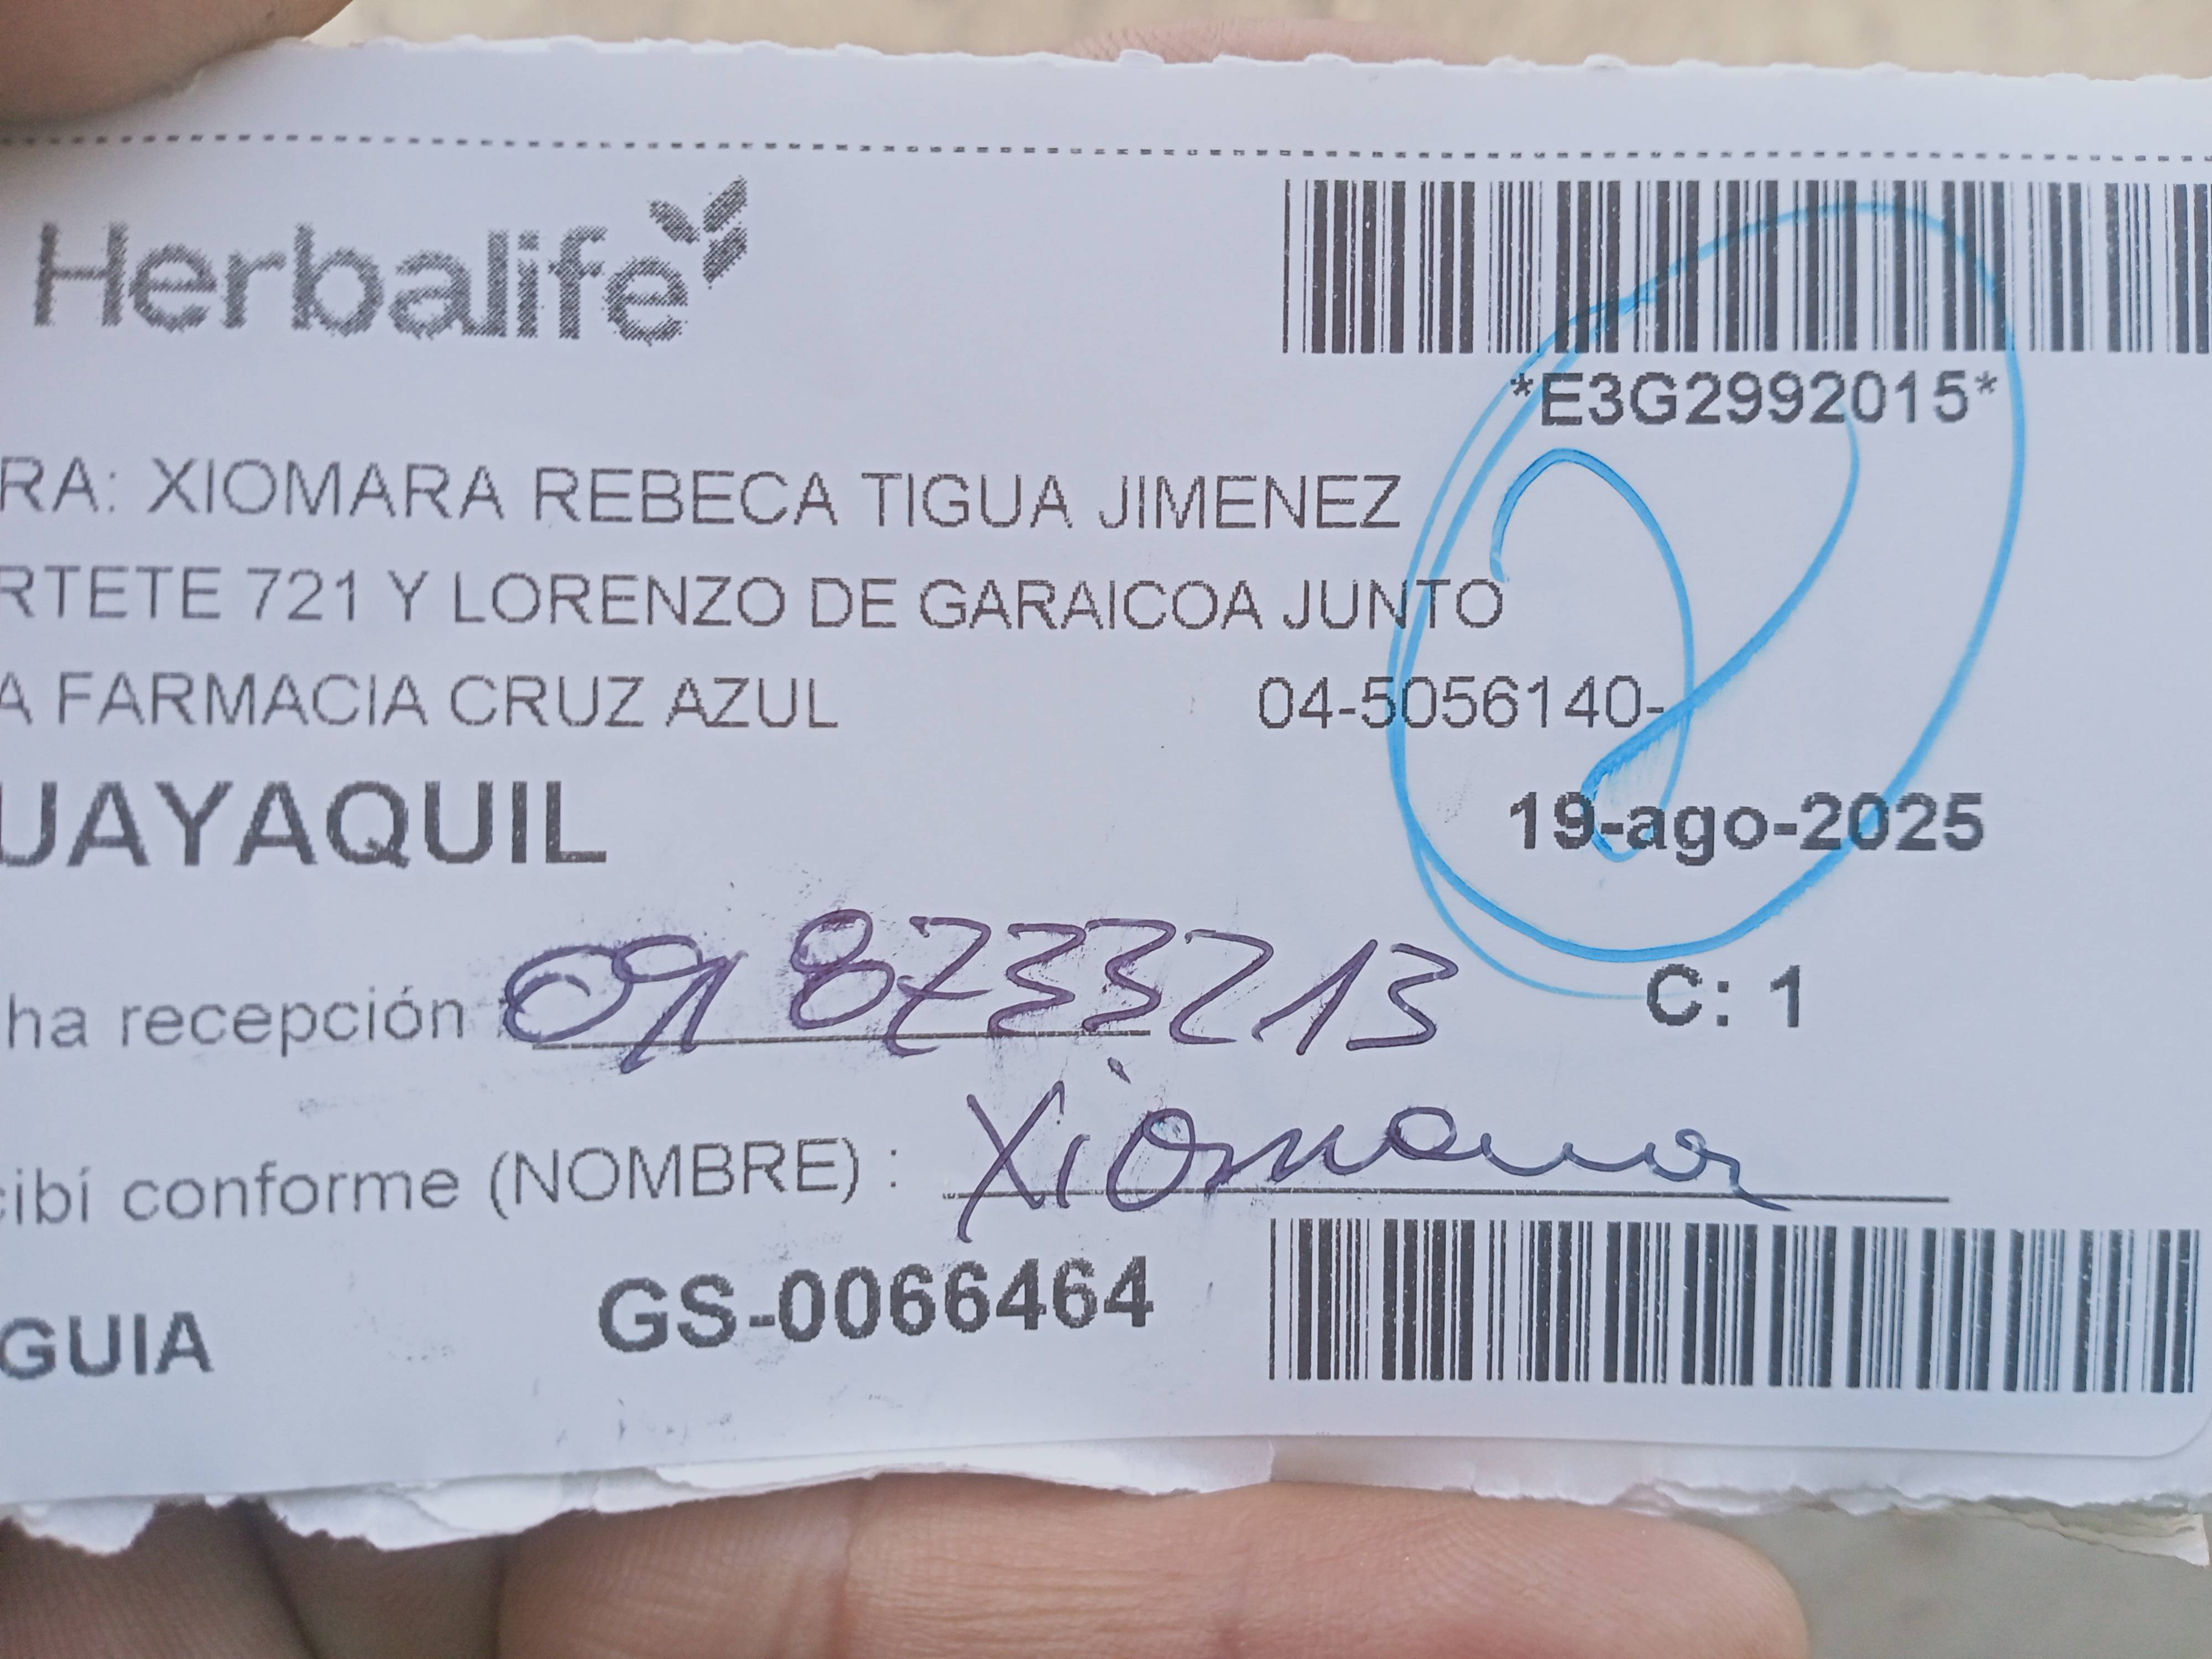 Herbalife
*E3G2992015*
RA: XIOMARA REBECA TIGUA JIMENEZ
RTETE 721 Y LORENZO DE GARAICOA JUNTO
A FARMACIA CRUZ AZUL 04-5056140-
UAYAQUIL 19-ago-2025
ha recepción 0918733213 C: 1
cibí conforme (NOMBRE) : Xiomara
GUIA GS-0066464